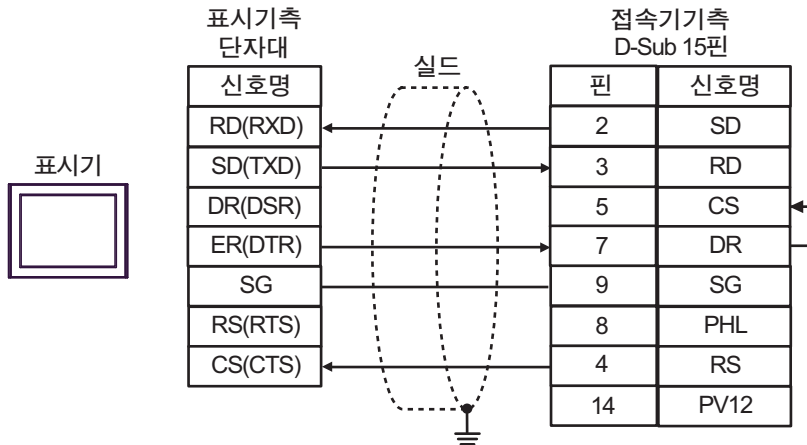 표시기측
단자대
접속기기측
D-Sub 15핀
실드
신호명
핀
신호명
RD(RXD)
2
SD
SD(TXD)
3
RD
표시기
DR(DSR)
5
CS
ER(DTR)
7
DR
SG
9
SG
RS(RTS)
8
PHL
CS(CTS)
4
RS
14
PV12